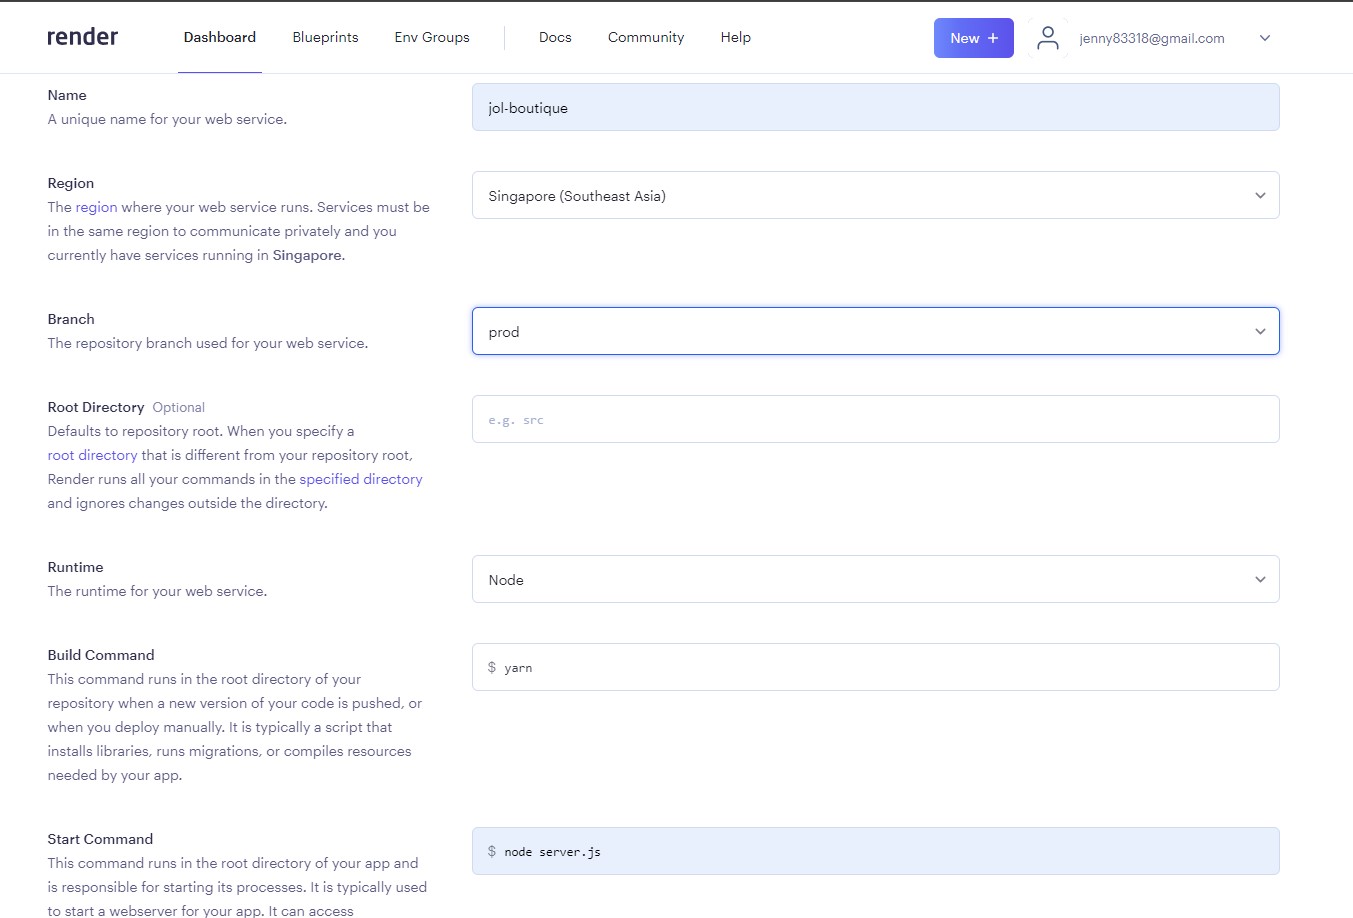 render
Dashboard Blueprints Env Groups Docs Community Help New + jenny83318@gmail.com
Name
A unique name for your web service.
jol-boutique
Region
The region where your web service runs. Services must be
in the same region to communicate privately and you
currently have services running in Singapore.
Singapore (Southeast Asia)
Branch
The repository branch used for your web service.
prod
Root Directory Optional
Defaults to repository root. When you specify a
root directory that is different from your repository root,
Render runs all your commands in the specified directory
and ignores changes outside the directory.
e.g. src
Runtime
The runtime for your web service.
Node
Build Command
This command runs in the root directory of your
repository when a new version of your code is pushed, or
when you deploy manually. It is typically a script that
installs libraries, runs migrations, or compiles resources
needed by your app.
$ yarn
Start Command
This command runs in the root directory of your app and
is responsible for starting its processes. It is typically used
to start a webserver for your app. It can access
$ node server.js